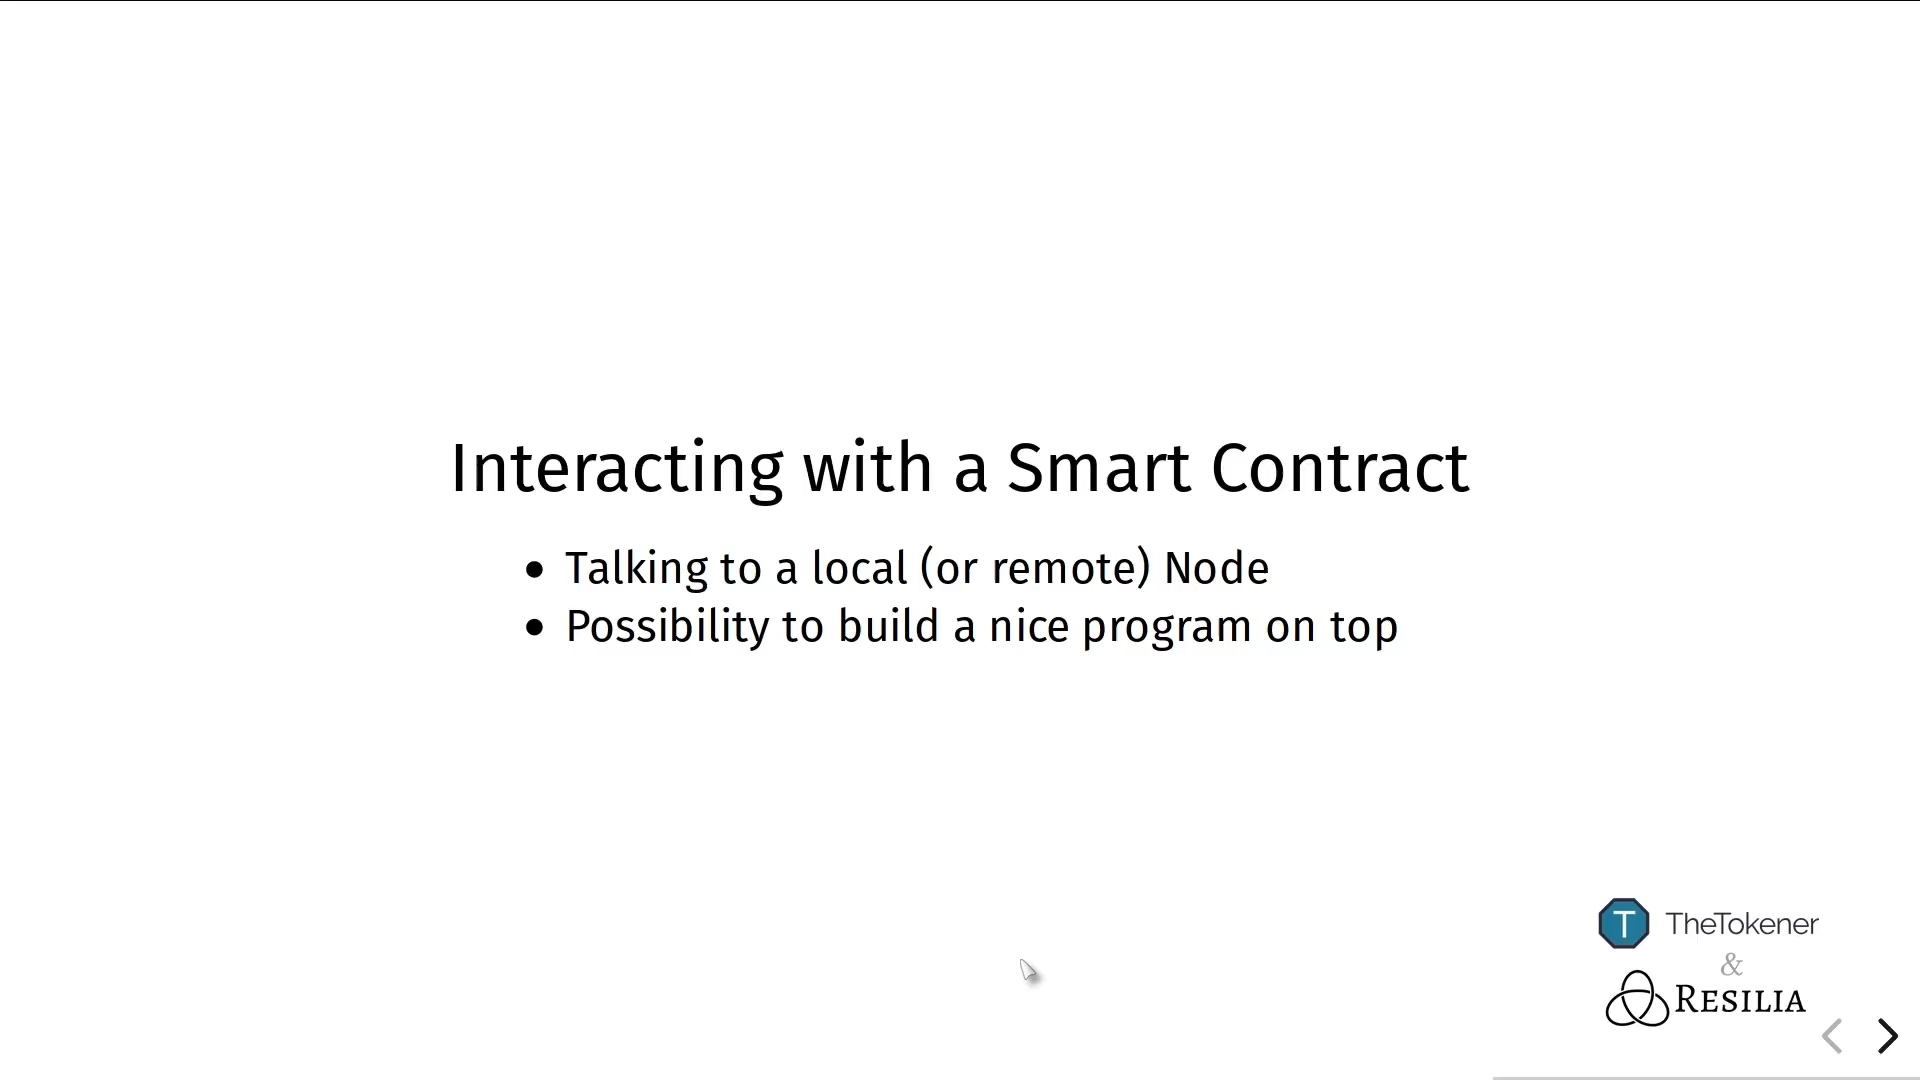 Interacting with a Smart Contract
• Talking to a local (or remote) Node
• Possibility to build a nice program on top
T TheTokener
&
RESILIA